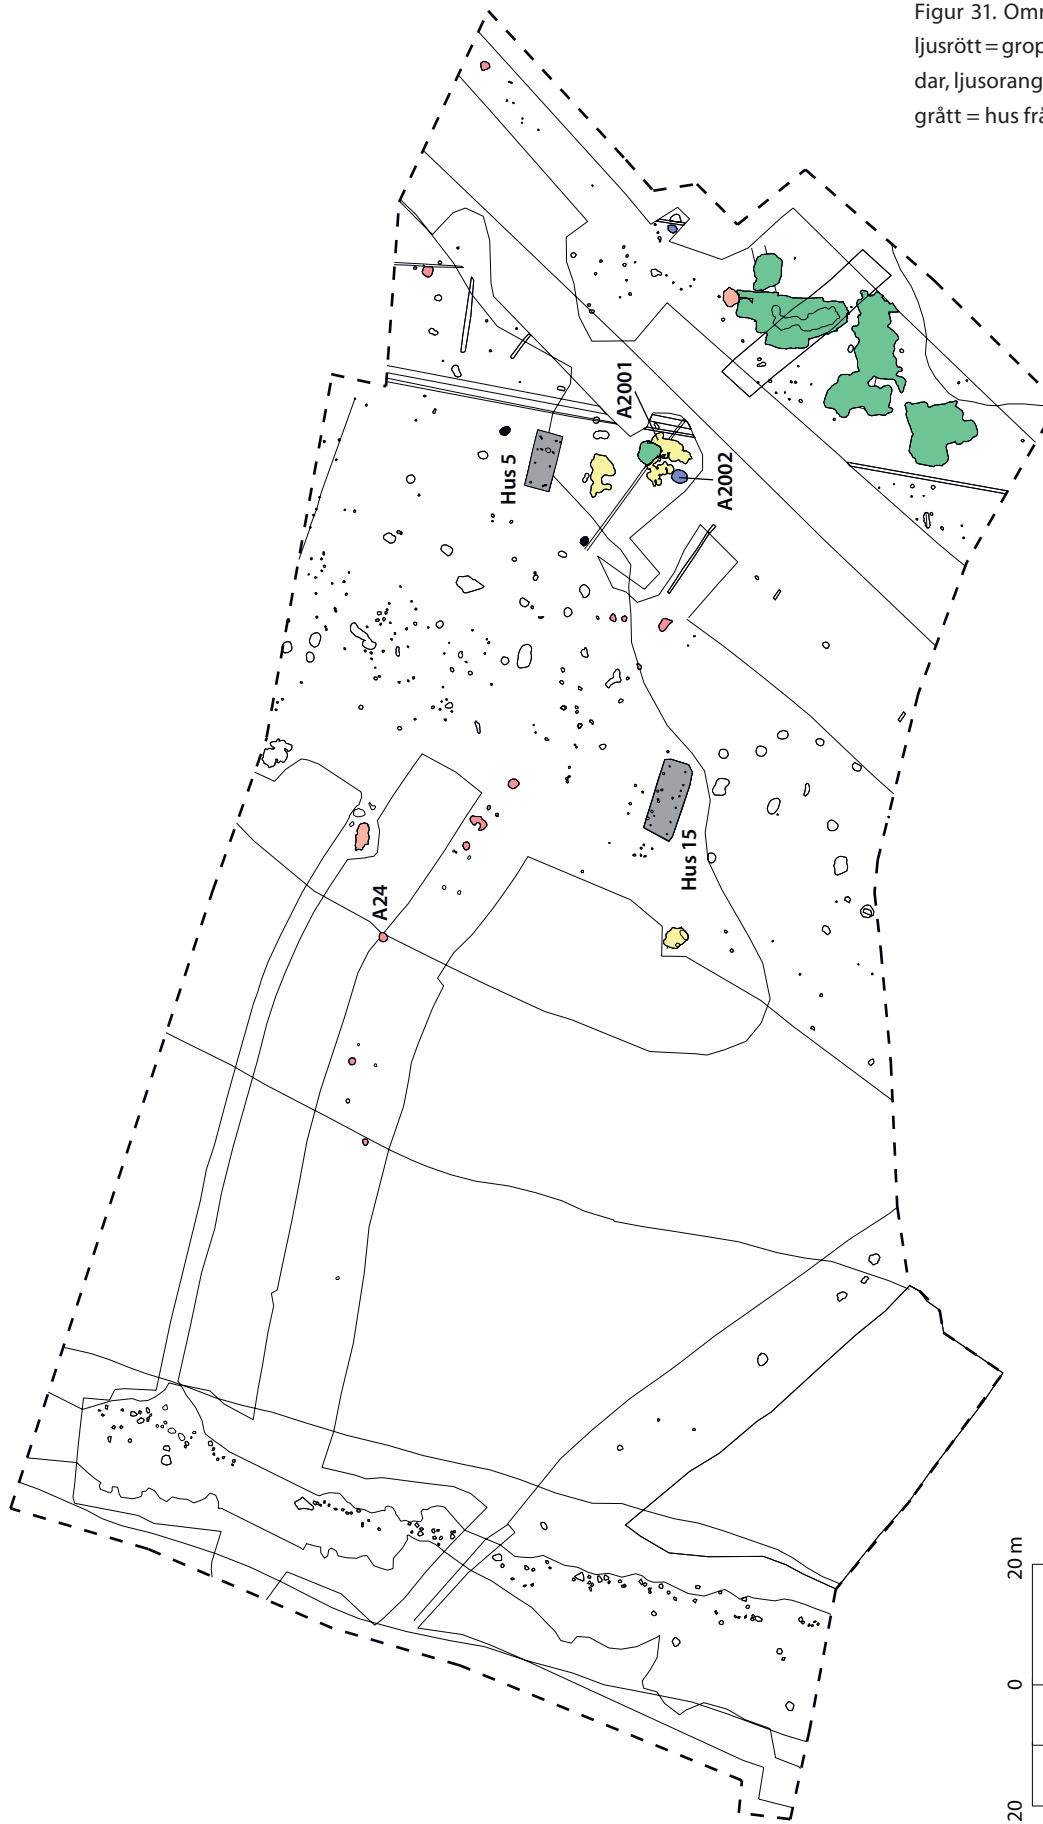 Figur 31. Omr
ljusrött = grop
dar, ljusorang
grått = hus frå
A2001
Hus 5
A2002
Hus 15
A24
20 0 20 m